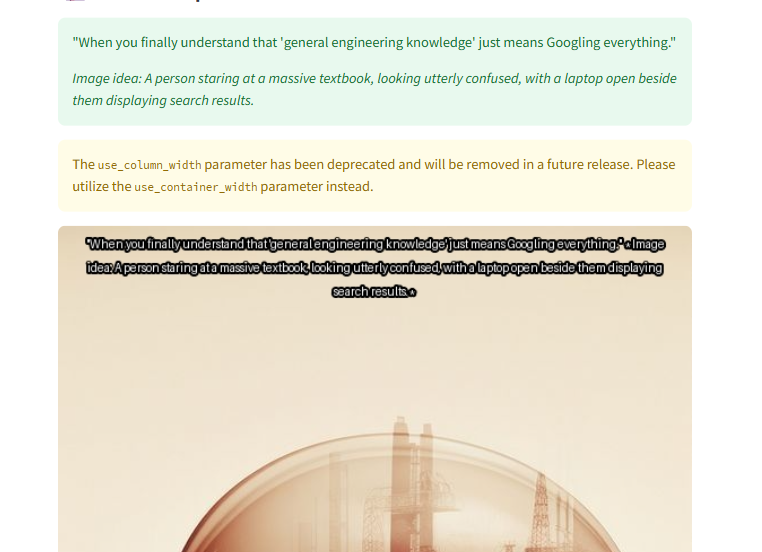 "When you finally understand that 'general engineering knowledge' just means Googling everything."
Image idea: A person staring at a massive textbook, looking utterly confused, with a laptop open beside
them displaying search results.
The use_column_width parameter has been deprecated and will be removed in a future release. Please
utilize the use_container_width parameter instead.
"When you finally understand that 'general engineering knowledge' just means Googling everything." *Image
idea: A person staring at a massive textbook, looking utterly confused, with a laptop open beside them displaying
search results.*